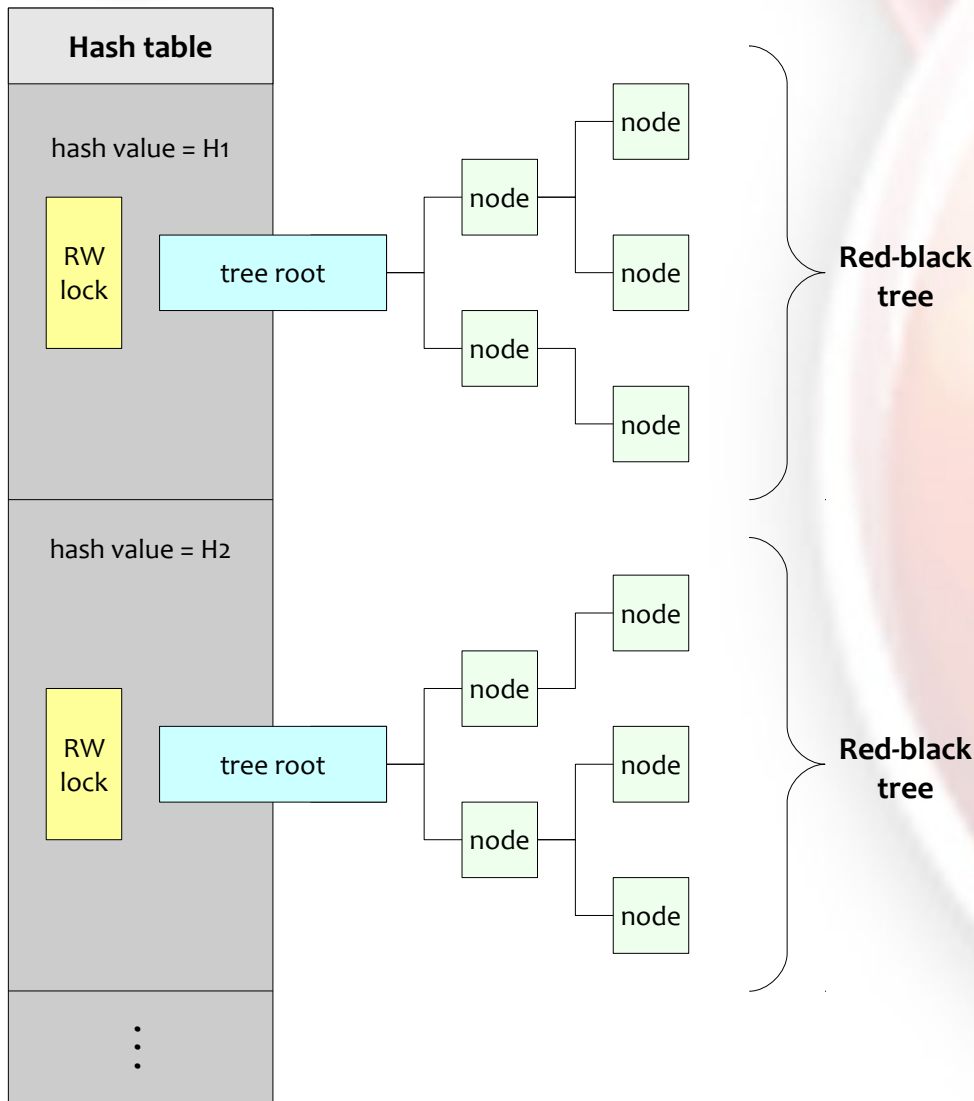 Hash table
hash value = H1
RW
lock
tree root
node
node
node
node
node
Red-black
tree
hash value = H2
RW
lock
tree root
node
node
node
node
node
Red-black
tree
⋮